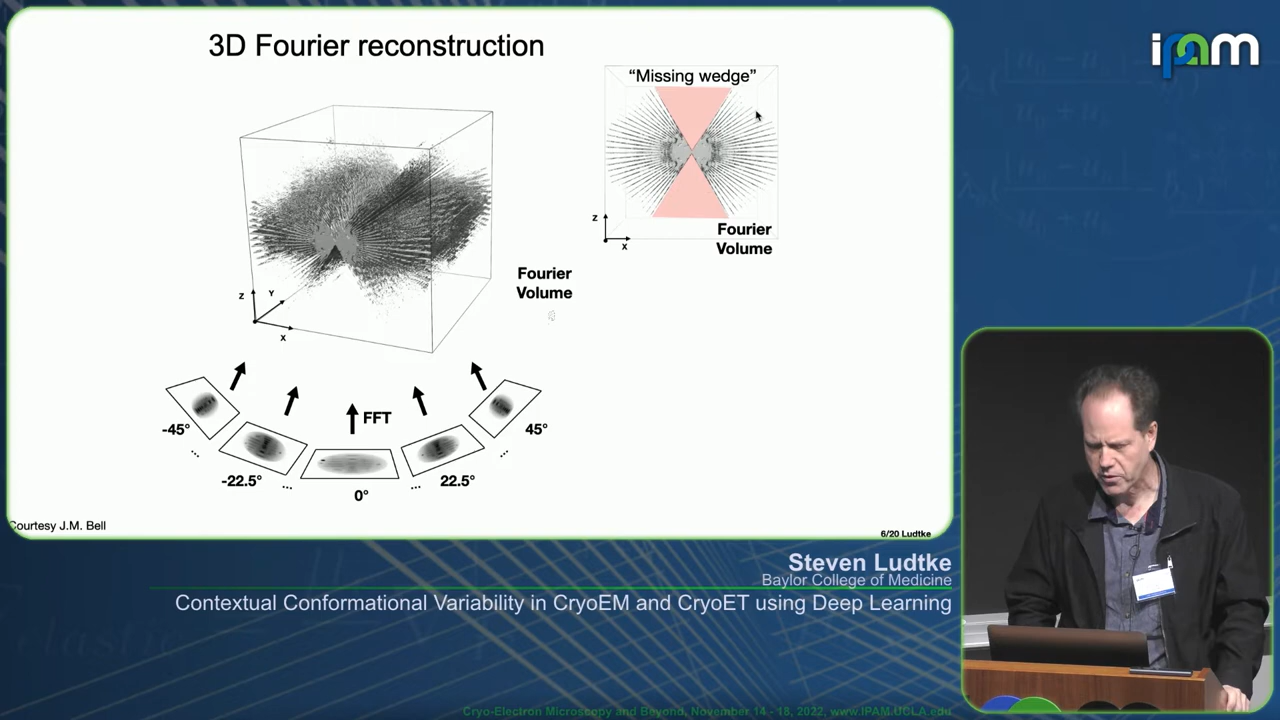 3D Fourier reconstruction
ipam
"Missing wedge"
Z
X
Fourier
Volume
Fourier
Volume
Z
Y
X
FFT
-45°
45°
...
...
-22.5°
22.5°
...
...
0°
Courtesy J.M. Bell
6/20 Ludtke
Steven Ludtke
Baylor College of Medicine
Contextual Conformational Variability in CryoEM and CryoET using Deep Learning
elastic
Cryo-Electron Microscopy and Beyond, November 14 - 18, 2022, www.IPAM.UCLA.edu